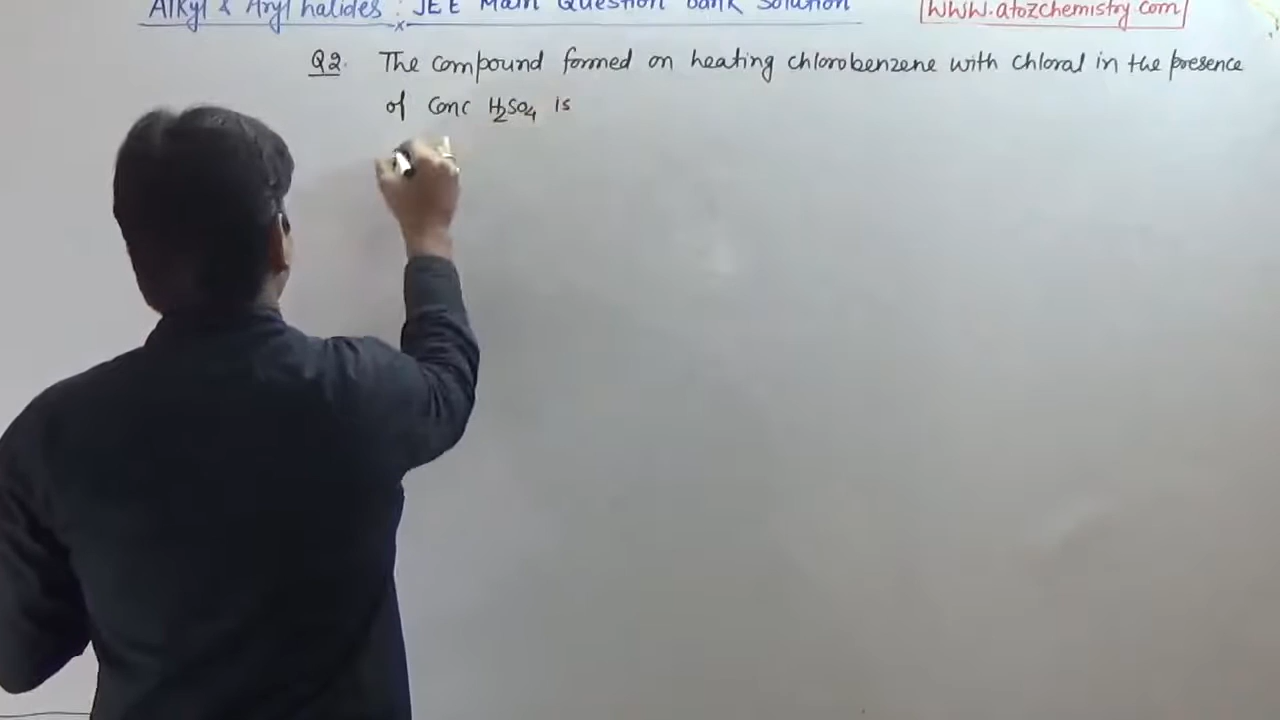 Alkyl & Aryl halides : JEE Main Question bank Solution
www.atozchemistry.com
Q2. The compound formed on heating chlorobenzene with chloral in the presence
of Conc H2SO4 is